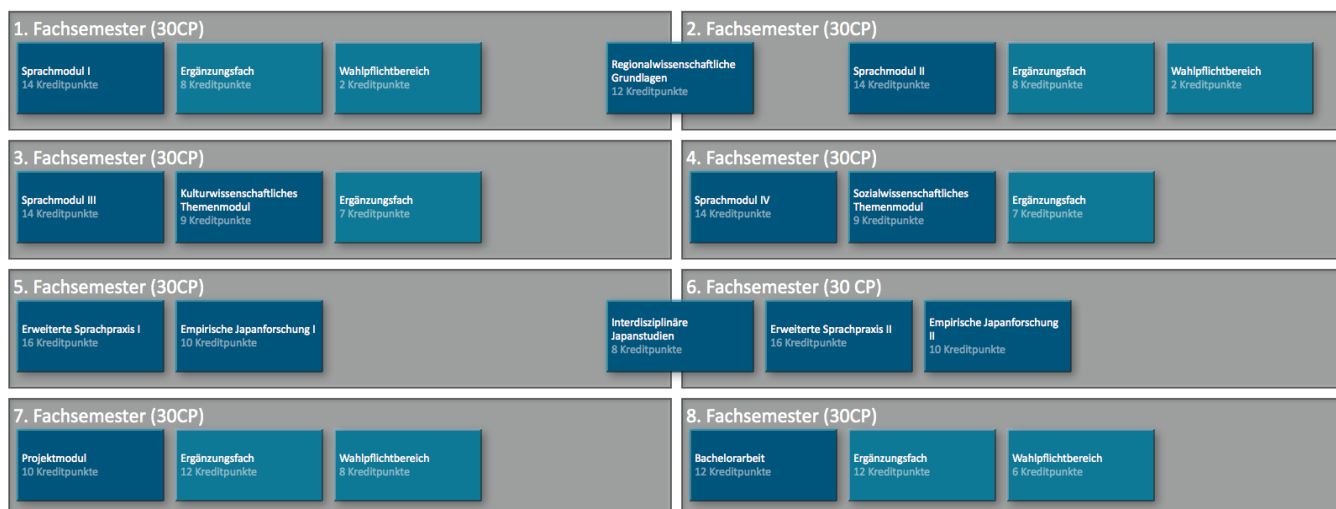 1. Fachsemester (30CP)
Sprachmodul I
14 Kreditpunkte
Ergänzungsfach
8 Kreditpunkte
Wahlpflichtbereich
2 Kreditpunkte
Regionalwissenschaftliche
Grundlagen
12 Kreditpunkte
2. Fachsemester (30CP)
Sprachmodul II
14 Kreditpunkte
Ergänzungsfach
8 Kreditpunkte
Wahlpflichtbereich
2 Kreditpunkte
3. Fachsemester (30CP)
Sprachmodul III
14 Kreditpunkte
Kulturwissenschaftliches
Themenmodul
9 Kreditpunkte
Ergänzungsfach
7 Kreditpunkte
4. Fachsemester (30CP)
Sprachmodul IV
14 Kreditpunkte
Sozialwissenschaftliches
Themenmodul
9 Kreditpunkte
Ergänzungsfach
7 Kreditpunkte
5. Fachsemester (30CP)
Erweiterte Sprachpraxis I
16 Kreditpunkte
Empirische Japanforschung I
10 Kreditpunkte
Interdisziplinäre
Japanstudien
8 Kreditpunkte
6. Fachsemester (30 CP)
Erweiterte Sprachpraxis II
16 Kreditpunkte
Empirische Japanforschung
II
10 Kreditpunkte
7. Fachsemester (30CP)
Projektmodul
10 Kreditpunkte
Ergänzungsfach
12 Kreditpunkte
Wahlpflichtbereich
8 Kreditpunkte
8. Fachsemester (30CP)
Bachelorarbeit
12 Kreditpunkte
Ergänzungsfach
12 Kreditpunkte
Wahlpflichtbereich
6 Kreditpunkte